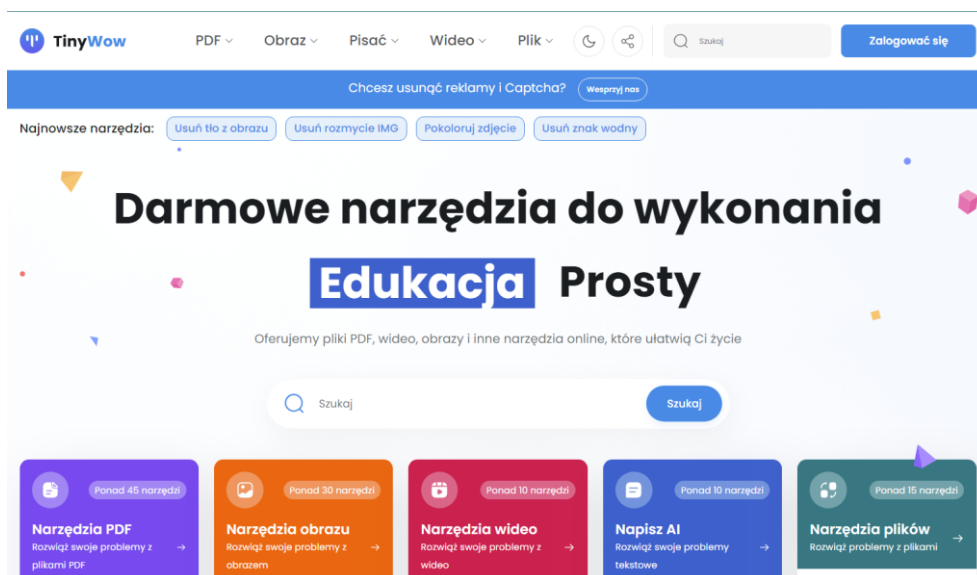 TinyWow
PDF Obraz Pisać Wideo Plik Szukaj Zalogować się
Chcesz usunąć reklamy i Captcha? Wesprzyj nas
Najnowsze narzędzia: Usuń tło z obrazu Usuń rozmycie IMG Pokoloruj zdjęcie Usuń znak wodny
Darmowe narzędzia do wykonania
Edukacja Prosty
Oferujemy pliki PDF, wideo, obrazy i inne narzędzia online, które ułatwią Ci życie
Szukaj Szukaj
Ponad 45 narzędzi
Narzędzia PDF
Rozwiąż swoje problemy z
plikami PDF
Ponad 30 narzędzi
Narzędzia obrazu
Rozwiąż swoje problemy z
obrazem
Ponad 10 narzędzi
Narzędzia wideo
Rozwiąż swoje problemy z
wideo
Ponad 10 narzędzi
Napisz AI
Rozwiąż swoje problemy
tekstowe
Ponad 15 narzędzi
Narzędzia plików
Rozwiąż problemy z plikami